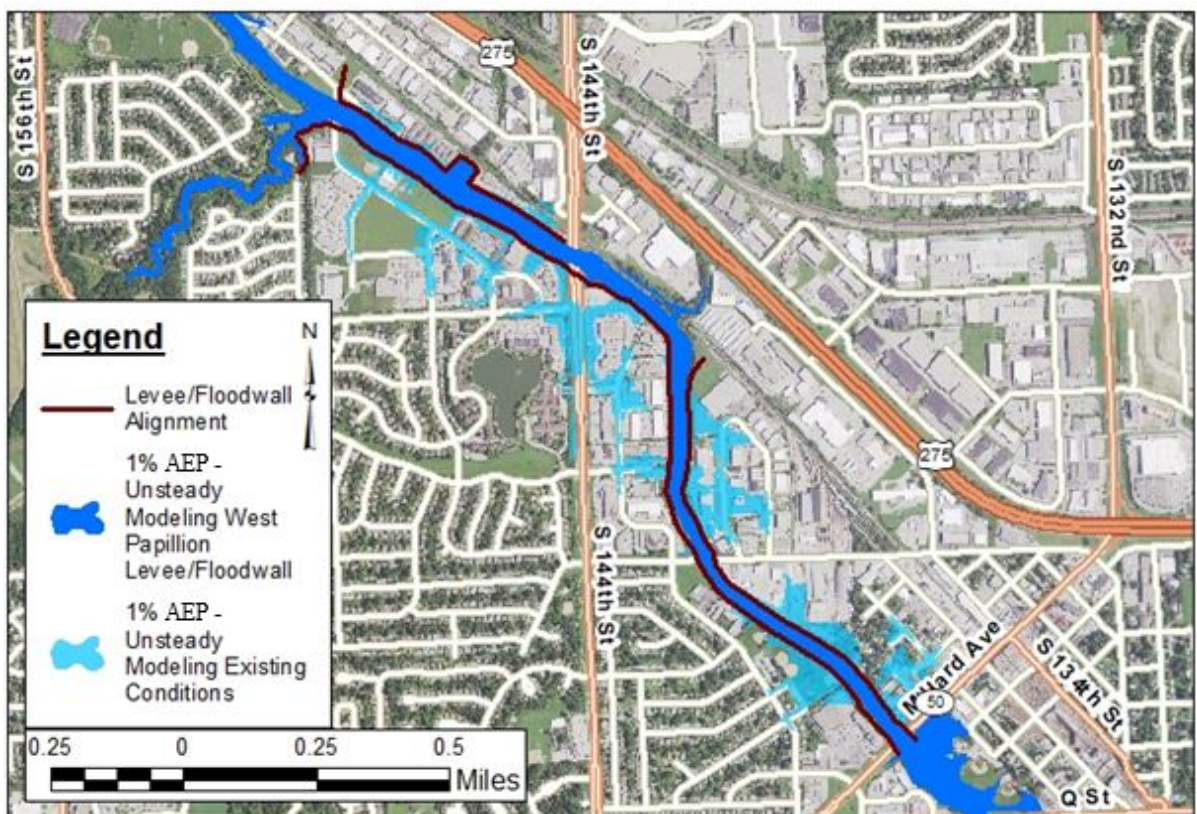 S 156th St
275
S 144th St
S 132nd St
Legend
N
Levee/Floodwall
Alignment
1% AEP -
Unsteady
Modeling West
Papillion
Levee/Floodwall
1% AEP -
Unsteady
Modeling Existing
Conditions
275
S 144th St
Millard Ave
50
S 134th St
Q St
0.25 0 0.25 0.5
Miles